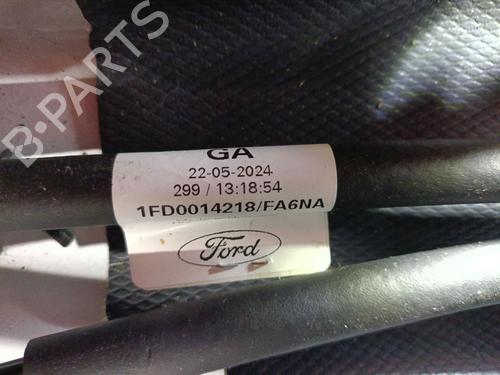 B-PARTS
GA
22-05-2024
299 / 13:18:54
1FD0014218/FA6NA
Ford